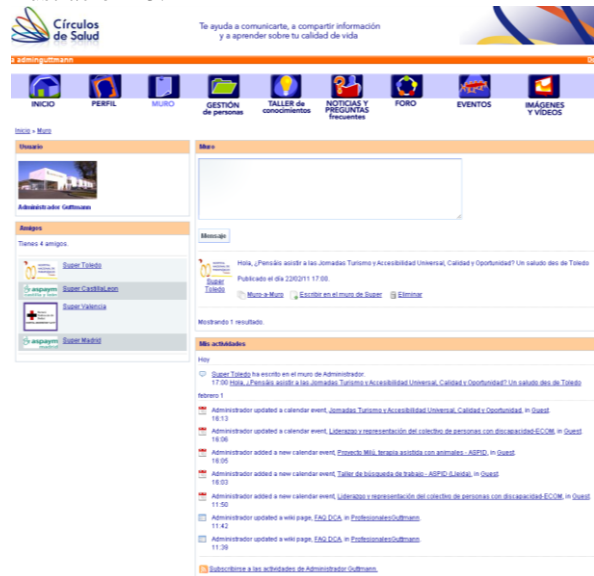 Círculos
de Salud
Te ayuda a comunicarte, a compartir información
y a aprender sobre tu calidad de vida
a adminguttmann
INICIO
PERFIL
MURO
GESTIÓN
de personas
TALLER de
conocimientos
NOTICIAS Y
PREGUNTAS
frecuentes
FORO
EVENTOS
IMÁGENES
Y VÍDEOS
Inicio » Muro
Usuario
Administrador Guttmann
Amigos
Tienes 4 amigos.
Super Toledo
aspaym
Super CastillaLeon
Super Valencia
aspaym
Super Madrid
Muro
Mensaje
Hola, ¿Pensáis asistir a las Jornadas Turismo y Accesibilidad Universal, Calidad y Oportunidad? Un saludo des de Toledo
Super
Toledo
Publicado el día 22/02/11 17:00.
Muro-a-Muro
Escribir en el muro de Super
Eliminar
Mostrando 1 resultado.
Mis actividades
Hoy
Super Toledo ha escrito en el muro de Administrador.
17:00 Hola, ¿Pensáis asistir a las Jornadas Turismo y Accesibilidad Universal, Calidad y Oportunidad? Un saludo des de Toledo
febrero 1
Administrador updated a calendar event, Jornadas Turismo y Accesibilidad Universal, Calidad y Oportunidad, in Guest.
16:13
Administrador updated a calendar event, Liderazgo y representación del colectivo de personas con discapacidad-ECOM, in Guest.
16:06
Administrador added a new calendar event, Proyecto Milú, terapia asistida con animales - ASPID, in Guest.
16:05
Administrador added a new calendar event, Taller de búsqueda de trabajo - ASPID (Lleida), in Guest.
16:03
Administrador added a new calendar event, Liderazgo y representación del colectivo de personas con discapacidad-ECOM, in Guest.
11:50
Administrador updated a wiki page, FAQ DCA, in ProfesionalesGuttmann.
11:42
Administrador updated a wiki page, FAQ DCA, in ProfesionalesGuttmann.
11:39
Subscribirse a las actividades de Administrador Guttmann.